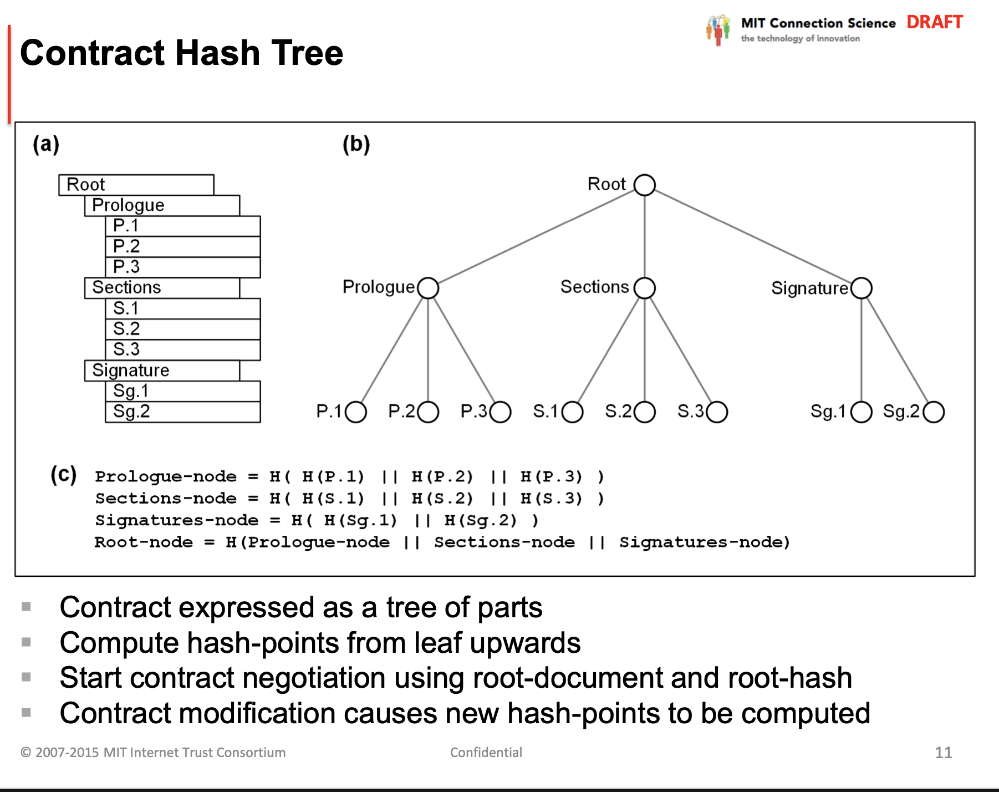 MIT Connection Science DRAFT
the technology of innovation
Contract Hash Tree
(a)
Root
Prologue
P.1
P.2
P.3
Sections
S.1
S.2
S.3
Signature
Sg.1
Sg.2
(b)
Root
Prologue Sections Signature
P.1 P.2 P.3 S.1 S.2 S.3 Sg.1 Sg.2
(c)
Prologue-node = H( H(P.1) || H(P.2) || H(P.3) )
Sections-node = H( H(S.1) || H(S.2) || H(S.3) )
Signatures-node = H( H(Sg.1) || H(Sg.2) )
Root-node = H(Prologue-node || Sections-node || Signatures-node)
▪ Contract expressed as a tree of parts
▪ Compute hash-points from leaf upwards
▪ Start contract negotiation using root-document and root-hash
▪ Contract modification causes new hash-points to be computed
© 2007-2015 MIT Internet Trust Consortium Confidential 11